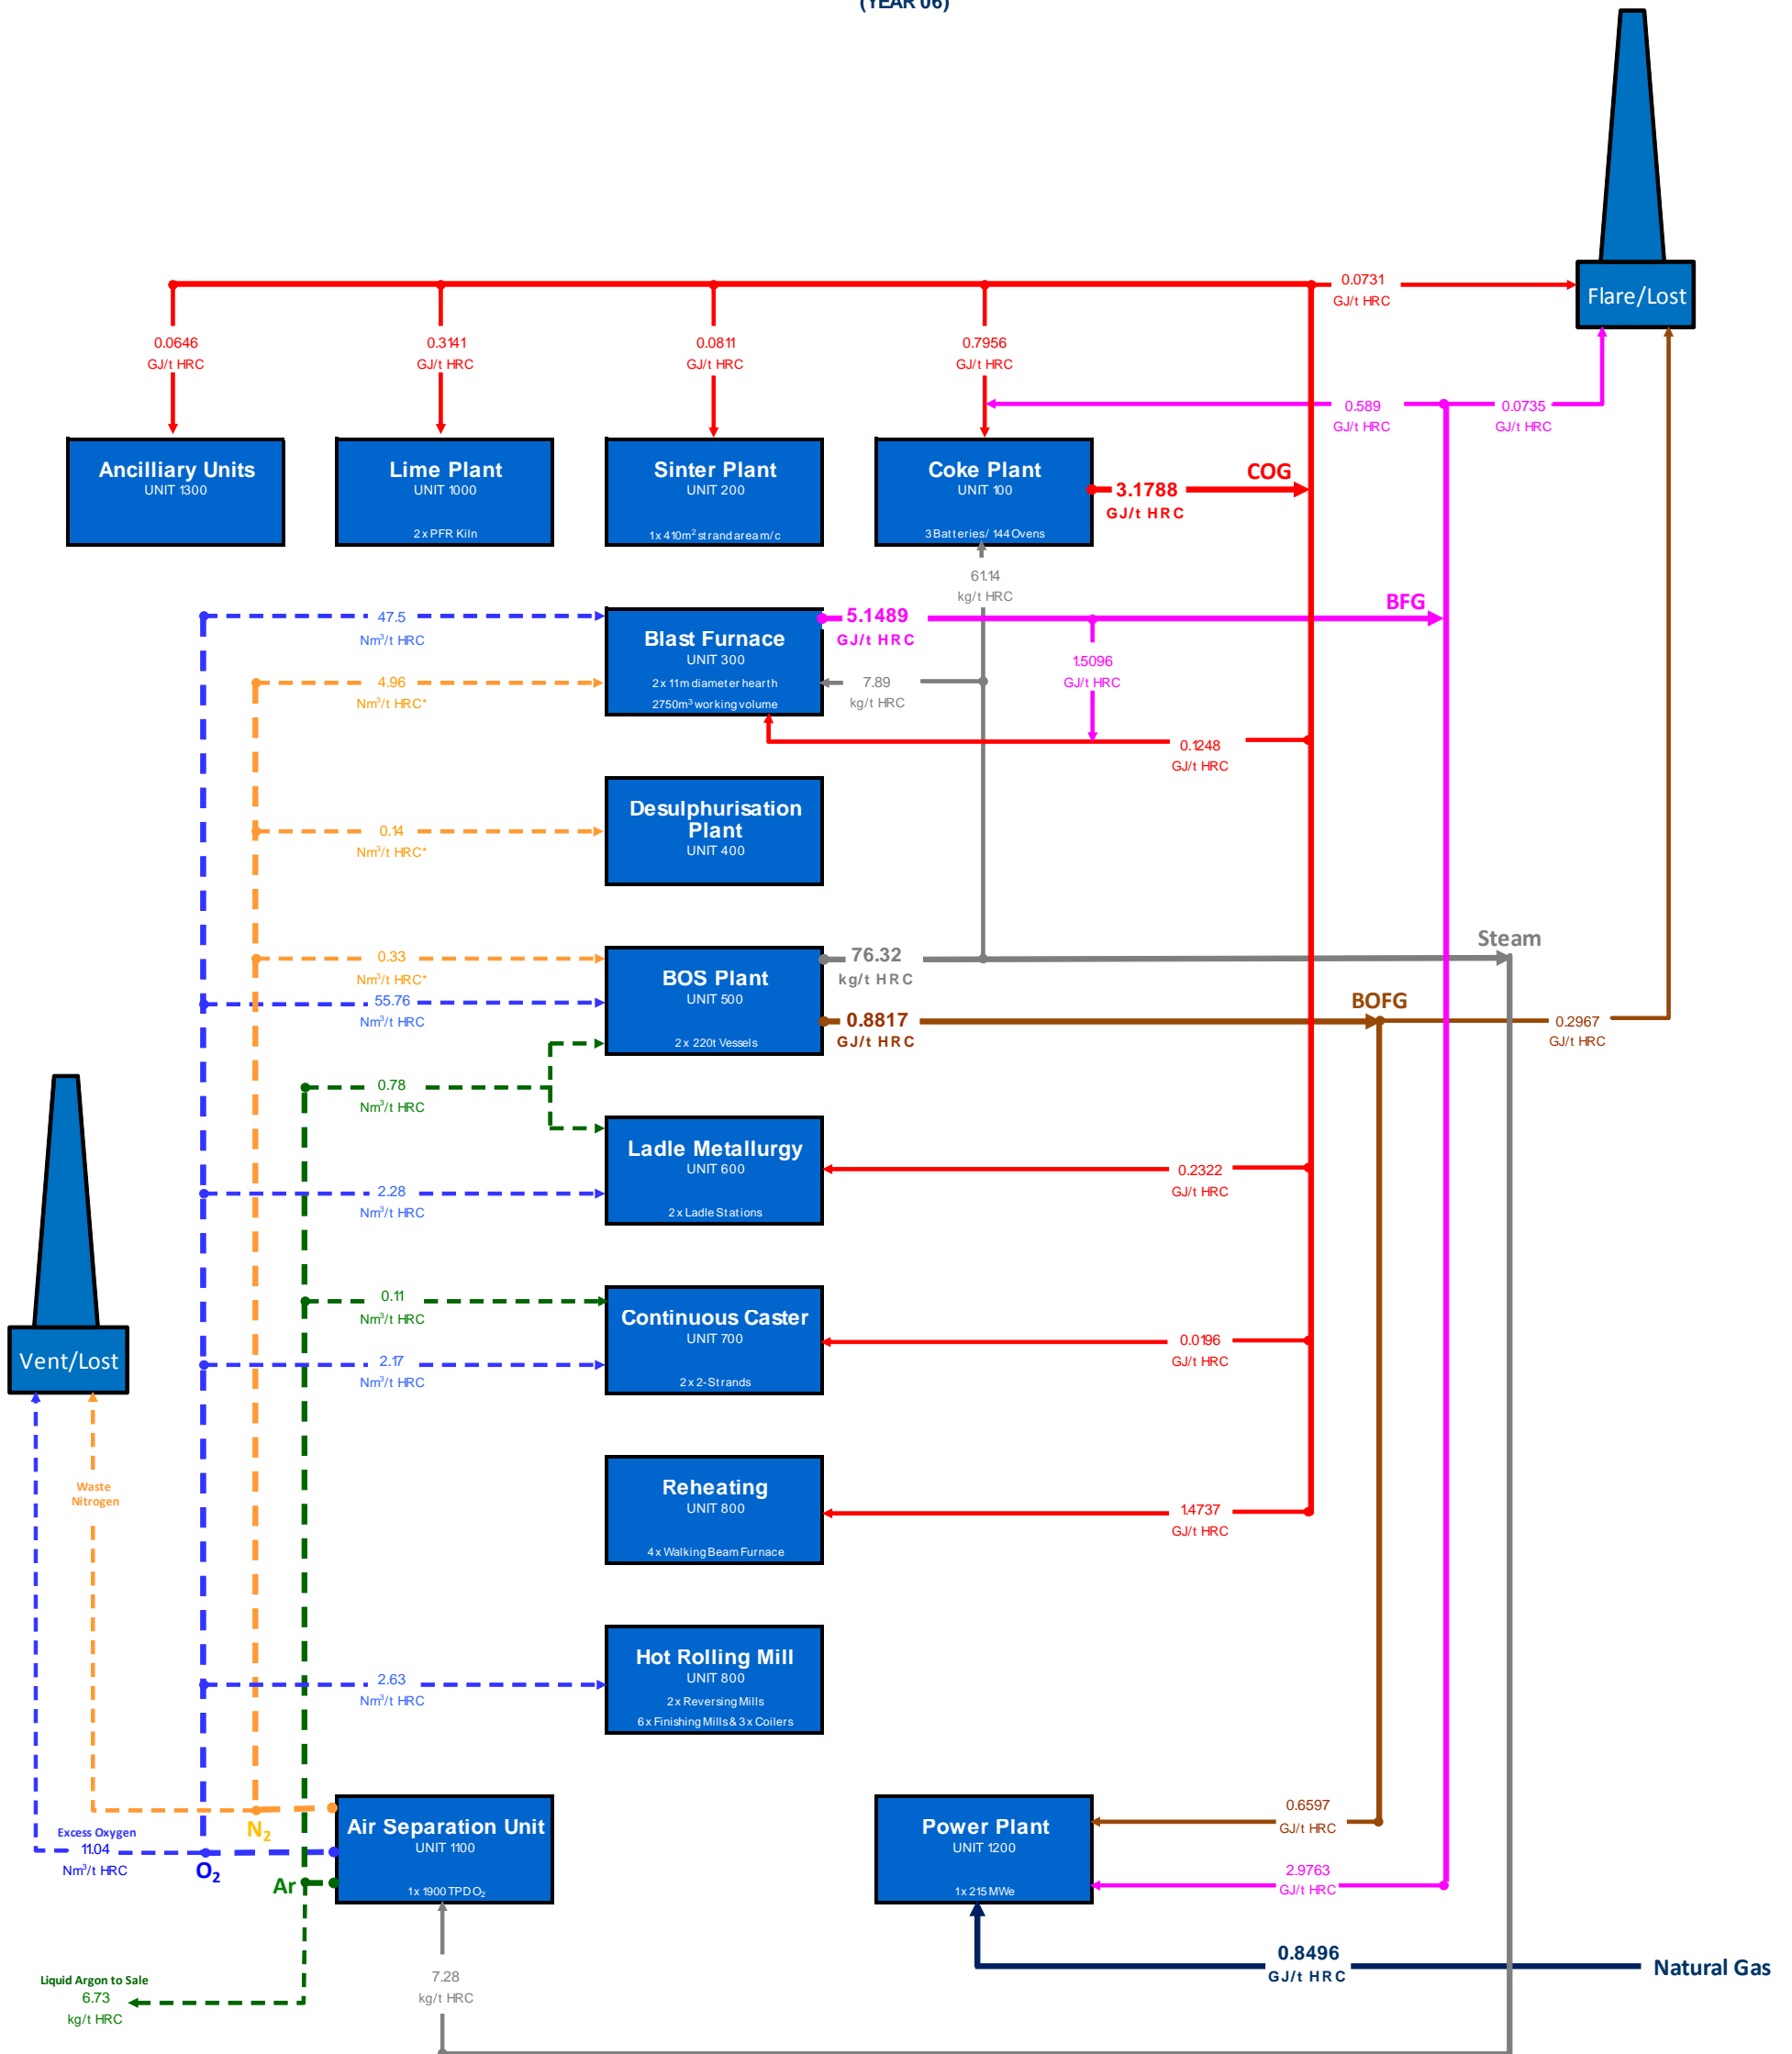 (YEAR 06)
0.0731
GJ/t HRC
Flare/Lost
0.0646
GJ/t HRC
0.3141
GJ/t HRC
0.0811
GJ/t HRC
0.7956
GJ/t HRC
0.589
GJ/t HRC
0.0735
GJ/t HRC
Ancilliary Units
UNIT 1300
Lime Plant
UNIT 1000
2 x PFR Kiln
Sinter Plant
UNIT 200
1x 410m² strand area m/c
Coke Plant
UNIT 100
3 Batteries/ 144 Ovens
COG
3.1788
GJ/t HRC
61.14
kg/t HRC
47.5
Nm³/t HRC
4.96
Nm³/t HRC*
Blast Furnace
UNIT 300
2 x 11m diameter hearth
2750m³ working volume
5.1489
GJ/t HRC
BFG
7.89
kg/t HRC
1.5096
GJ/t HRC
0.1248
GJ/t HRC
Desulphurisation
Plant
UNIT 400
0.14
Nm³/t HRC*
0.33
Nm³/t HRC*
55.76
Nm³/t HRC
BOS Plant
UNIT 500
2 x 220t Vessels
76.32
kg/t HRC
Steam
0.8817
GJ/t HRC
BOFG
0.2967
GJ/t HRC
0.78
Nm³/t HRC
Ladle Metallurgy
UNIT 600
2 x Ladle Stations
2.28
Nm³/t HRC
0.2322
GJ/t HRC
0.11
Nm³/t HRC
Continuous Caster
UNIT 700
2 x 2-Strands
2.17
Nm³/t HRC
0.0196
GJ/t HRC
Vent/Lost
Waste
Nitrogen
Reheating
UNIT 800
4 x Walking Beam Furnace
1.4737
GJ/t HRC
Hot Rolling Mill
UNIT 800
2 x Reversing Mills
6 x Finishing Mills & 3 x Coilers
2.63
Nm³/t HRC
Excess Oxygen
11.04
Nm³/t HRC
N₂
O₂
Ar
Air Separation Unit
UNIT 1100
1 x 1900 TPD O₂
Power Plant
UNIT 1200
1 x 215 MWe
0.6597
GJ/t HRC
2.9763
GJ/t HRC
0.8496
GJ/t HRC
Natural Gas
Liquid Argon to Sale
6.73
kg/t HRC
7.28
kg/t HRC